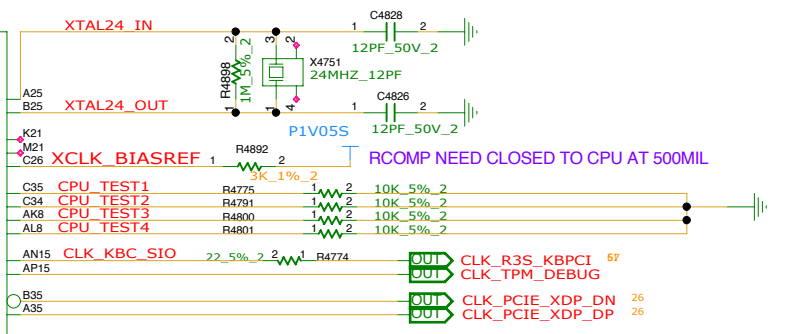 XTAL24_IN
C4828
1 2
12PF_50V_2
2 3 2
R4898
1M_5%_2
X4751
24MHZ_12PF
A25
B25
XTAL24_OUT
1 1 4
C4826
1 2
12PF_50V_2
P1V05S
K21
M21
C26 XCLK_BIASREF
1 R4892 2
3K_1%_2
RCOMP NEED CLOSED TO CPU AT 500MIL
C35 CPU_TEST1 R4775 1 2 10K_5%_2
C34 CPU_TEST2 R4791 1 2 10K_5%_2
AK8 CPU_TEST3 R4800 1 2 10K_5%_2
AL8 CPU_TEST4 R4801 1 2 10K_5%_2
AN15 CLK_KBC_SIO 22_5%_2 2 1 R4774 OUT CLK_R3S_KBPCI
AP15 OUT CLK_TPM_DEBUG
B35 OUT CLK_PCIE_XDP_DN 26
A35 OUT CLK_PCIE_XDP_DP 26